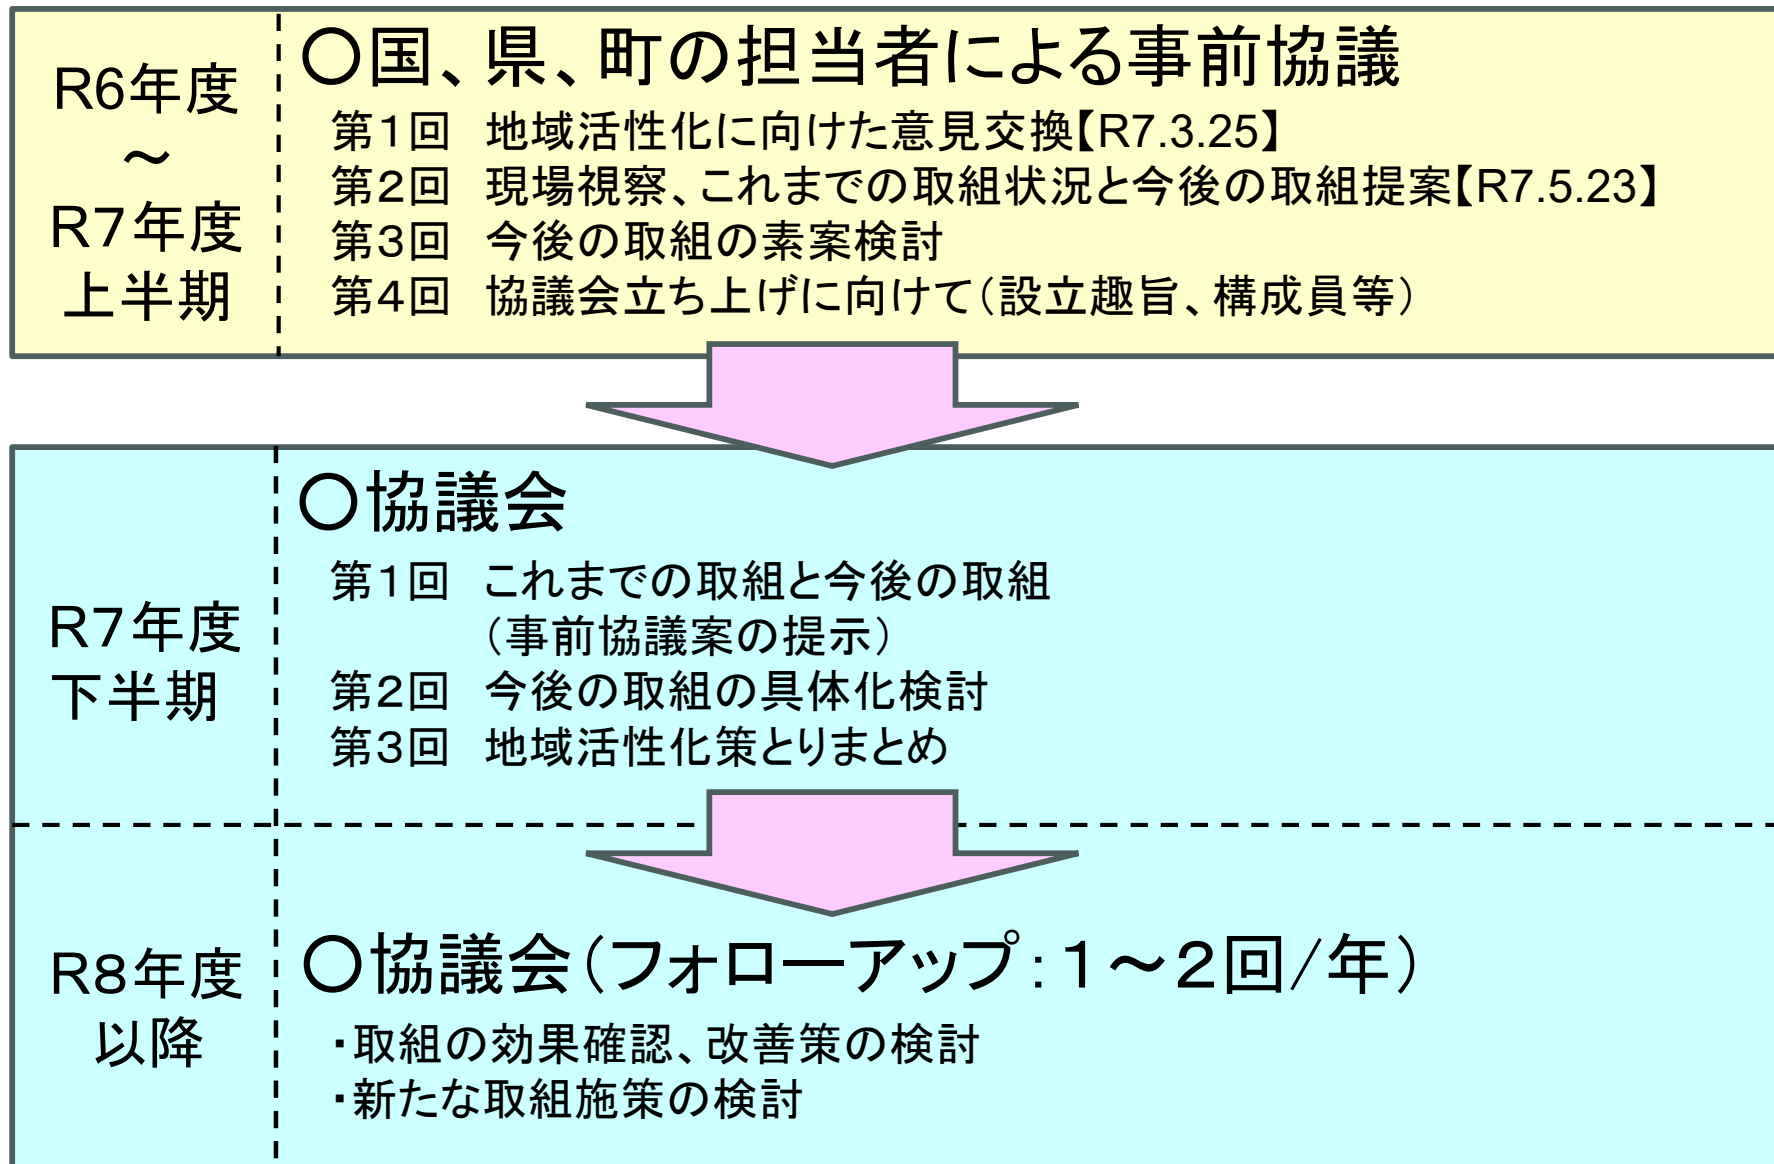 R6年度
～
R7年度
上半期
〇国、県、町の担当者による事前協議
第1回　地域活性化に向けた意見交換【R7.3.25】
第2回　現場視察、これまでの取組状況と今後の取組提案【R7.5.23】
第3回　今後の取組の素案検討
第4回　協議会立ち上げに向けて（設立趣旨、構成員等）
R7年度
下半期
〇協議会
第1回　これまでの取組と今後の取組
（事前協議案の提示）
第2回　今後の取組の具体化検討
第3回　地域活性化策とりまとめ
R8年度
以降
〇協議会（フォローアップ：1～2回/年）
・取組の効果確認、改善策の検討
・新たな取組施策の検討